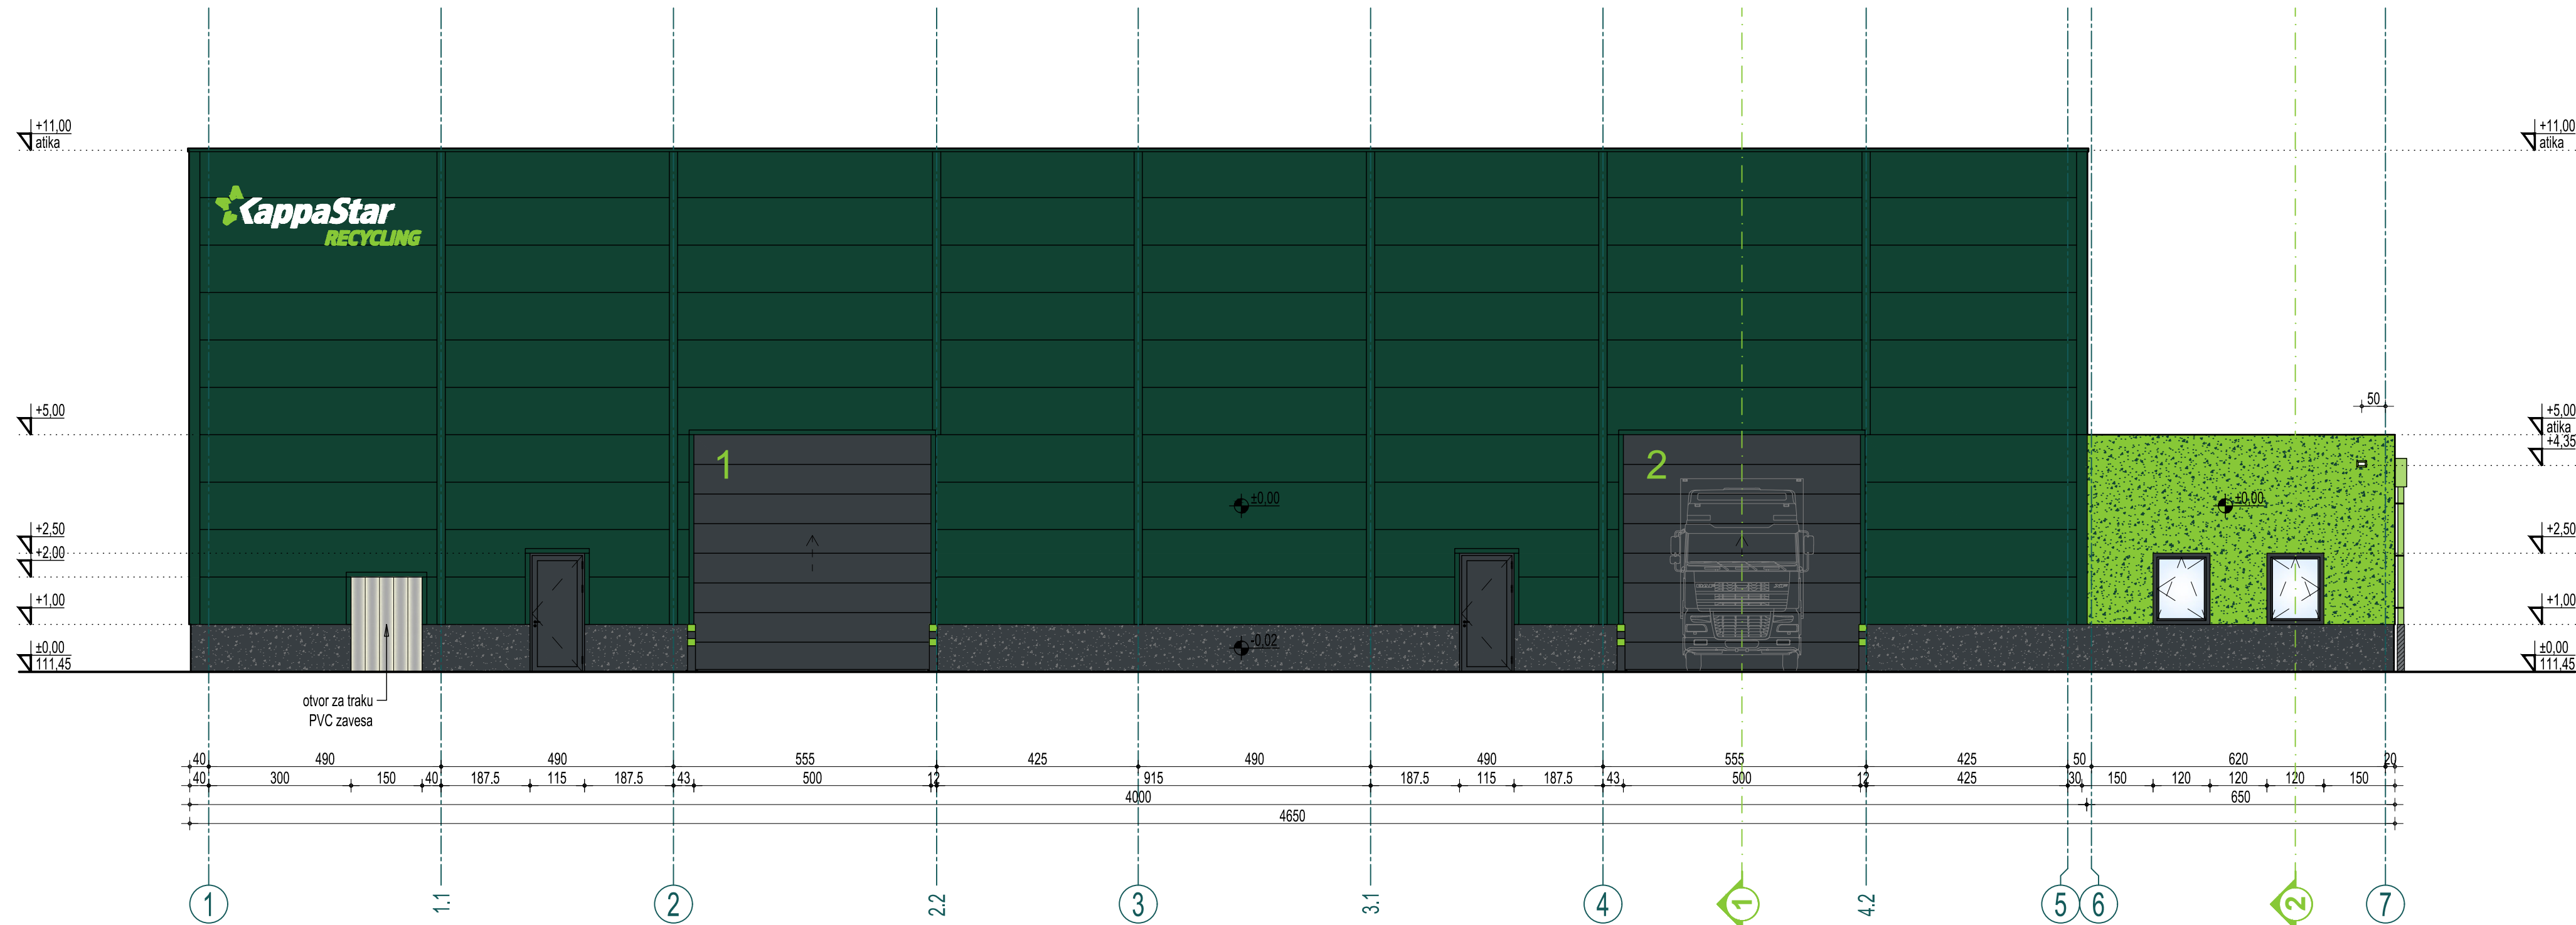 +11,00
atika
+11,00
atika
KappaStar
RECYCLING
+5,00
50
+5,00
atika
+4,35
1
2
±0,00
±0,00
+2,50
+2,00
+2,50
+1,00
+1,00
-0,02
±0,00
111,45
±0,00
111,45
otvor za traku
PVC zavesa
40 490 490 555 425 490 490 555 425 50 620 20
40 300 150 40 187.5 115 187.5 43 500 12 915 187.5 115 187.5 43 500 12 425 30 150 120 120 120 150
4000 650
4650
1 1.1 2 2.2 3 3.1 4 1 4.2 5 6 2 7